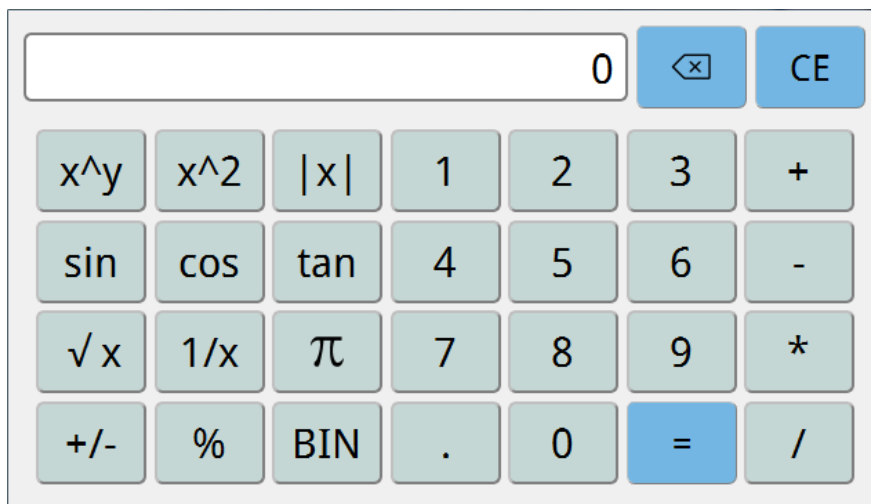 0 ⌫ CE
x^y x^2 |x| 1 2 3 +
sin cos tan 4 5 6 -
√ x 1/x π 7 8 9 *
+/- % BIN . 0 = /